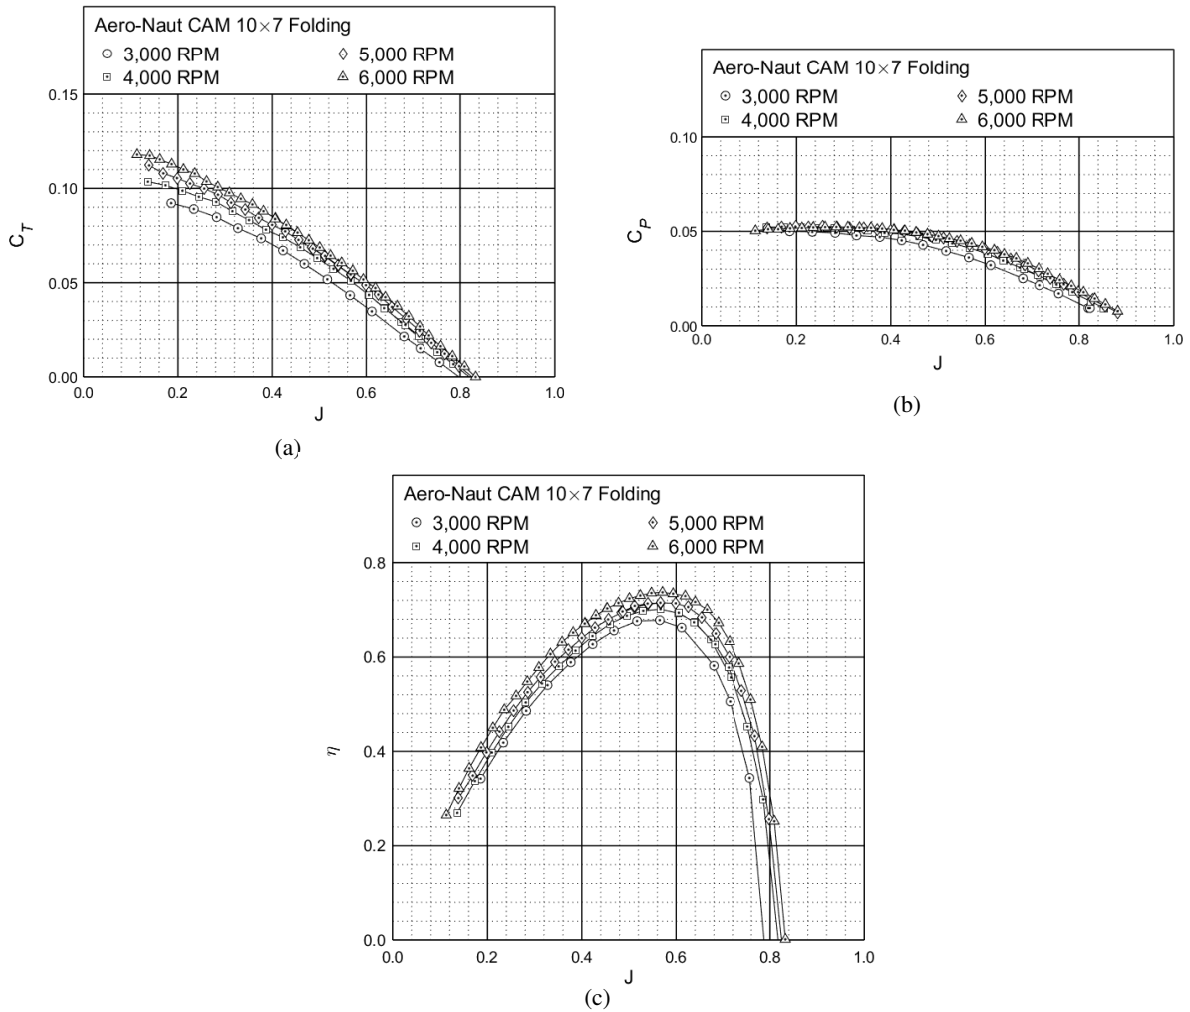 Aero-Naut CAM 10×7 Folding
3,000 RPM 5,000 RPM
4,000 RPM 6,000 RPM
0.15
0.10
0.05
0.00
C_T
0.0 0.2 0.4 0.6 0.8 1.0
J
(a)
Aero-Naut CAM 10×7 Folding
3,000 RPM 5,000 RPM
4,000 RPM 6,000 RPM
0.10
0.05
0.00
C_P
0.0 0.2 0.4 0.6 0.8 1.0
J
(b)
Aero-Naut CAM 10×7 Folding
3,000 RPM 5,000 RPM
4,000 RPM 6,000 RPM
0.8
0.6
0.4
0.2
0.0
η
0.0 0.2 0.4 0.6 0.8 1.0
J
(c)